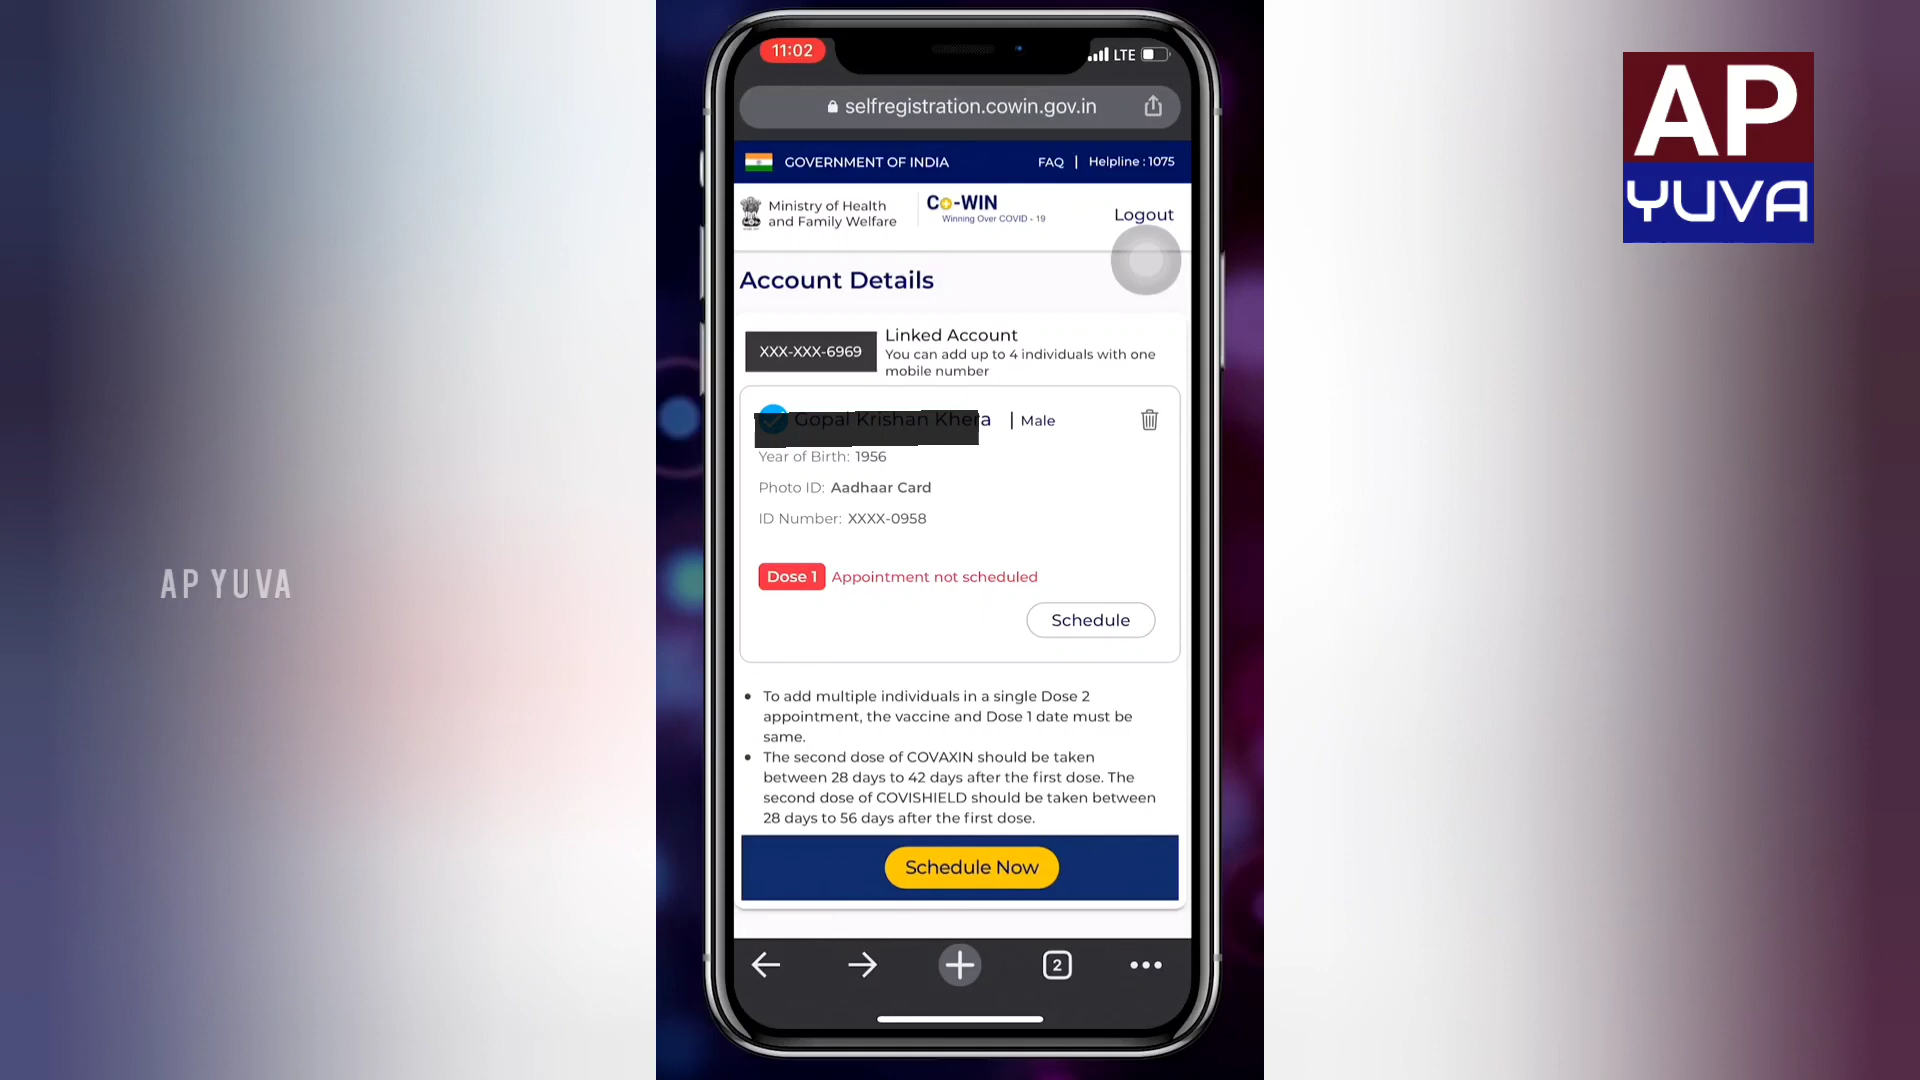 11:02
LTE
selfregistration.cowin.gov.in
GOVERNMENT OF INDIA FAQ | Helpline : 1075
Ministry of Health
and Family Welfare
Co-WIN
Winning Over COVID - 19
Logout
Account Details
XXX-XXX-6969
Linked Account
You can add up to 4 individuals with one
mobile number
Gopal Krishan Khera | Male
Year of Birth: 1956
Photo ID: Aadhaar Card
ID Number: XXXX-0958
Dose 1 Appointment not scheduled
Schedule
• To add multiple individuals in a single Dose 2
appointment, the vaccine and Dose 1 date must be
same.
• The second dose of COVAXIN should be taken
between 28 days to 42 days after the first dose. The
second dose of COVISHIELD should be taken between
28 days to 56 days after the first dose.
Schedule Now
2
AP
YUVA
AP YUVA